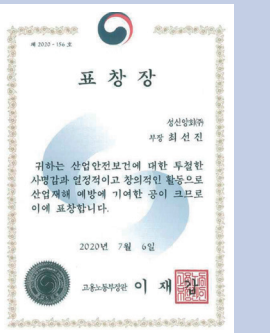 제 2020 - 156 호
표 창 장
성신양회㈜
부장 최 선 진
귀하는 산업안전보건에 대한 투철한
사명감과 열정적이고 창의적인 활동으로
산업재해 예방에 기여한 공이 크므로
이에 표창합니다.
2020년 7월 6일
고용노동부장관 이 재 갑